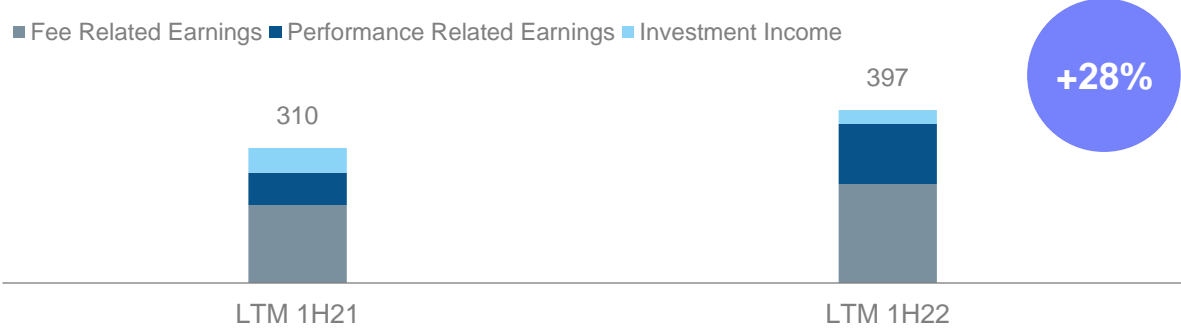 Fee Related Earnings Performance Related Earnings Investment Income
+28%
397
310
LTM 1H21 LTM 1H22